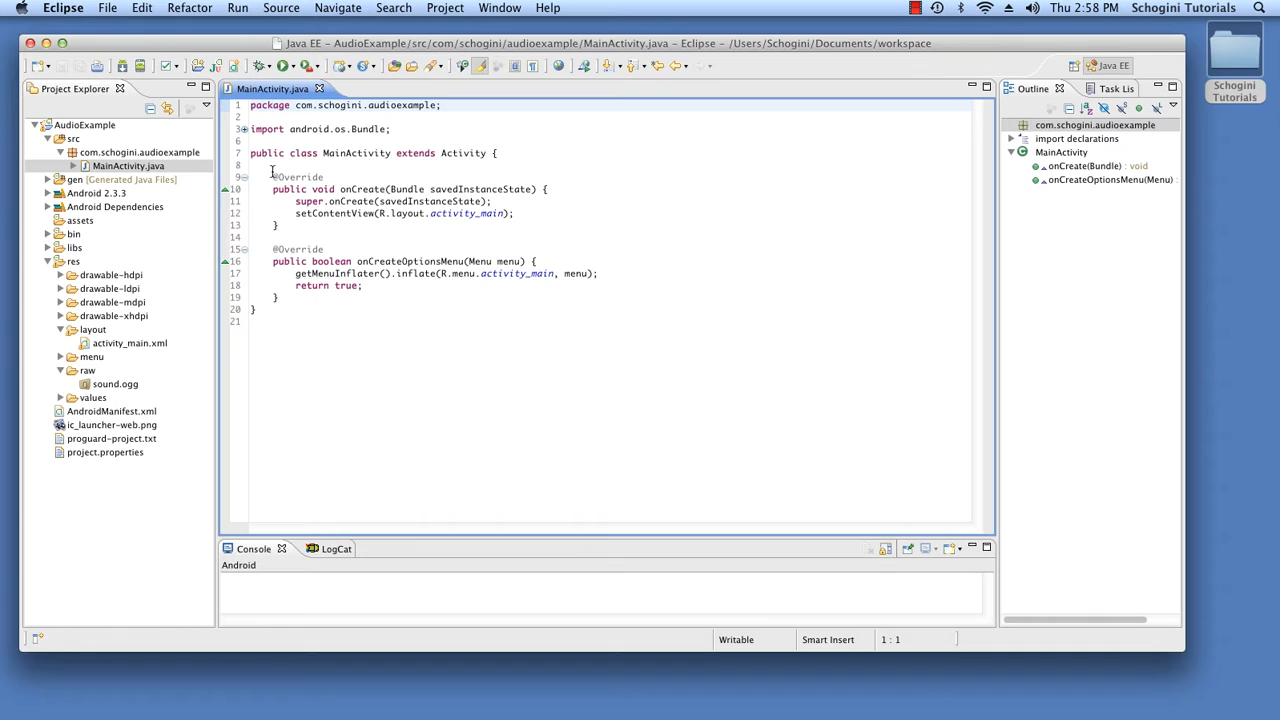 Eclipse File Edit Refactor Run Source Navigate Search Project Window Help Thu 2:58 PM Schogini Tutorials
Java EE - AudioExample/src/com/schogini/audioexample/MainActivity.java - Eclipse - /Users/Schogini/Documents/workspace
Java EE
Schogini Tutorials
Project Explorer
AudioExample
src
com.schogini.audioexample
MainActivity.java
gen [Generated Java Files]
Android 2.3.3
Android Dependencies
assets
bin
libs
res
drawable-hdpi
drawable-ldpi
drawable-mdpi
drawable-xhdpi
layout
activity_main.xml
menu
raw
sound.ogg
values
AndroidManifest.xml
ic_launcher-web.png
proguard-project.txt
project.properties
MainActivity.java
1 package com.schogini.audioexample;
2
3 import android.os.Bundle;
6
7 public class MainActivity extends Activity {
8
9 @Override
10 public void onCreate(Bundle savedInstanceState) {
11 super.onCreate(savedInstanceState);
12 setContentView(R.layout.activity_main);
13 }
14
15 @Override
16 public boolean onCreateOptionsMenu(Menu menu) {
17 getMenuInflater().inflate(R.menu.activity_main, menu);
18 return true;
19 }
20 }
21
Console LogCat
Android
Outline Task Lis
com.schogini.audioexample
import declarations
MainActivity
onCreate(Bundle) : void
onCreateOptionsMenu(Menu) :
Writable Smart Insert 1 : 1